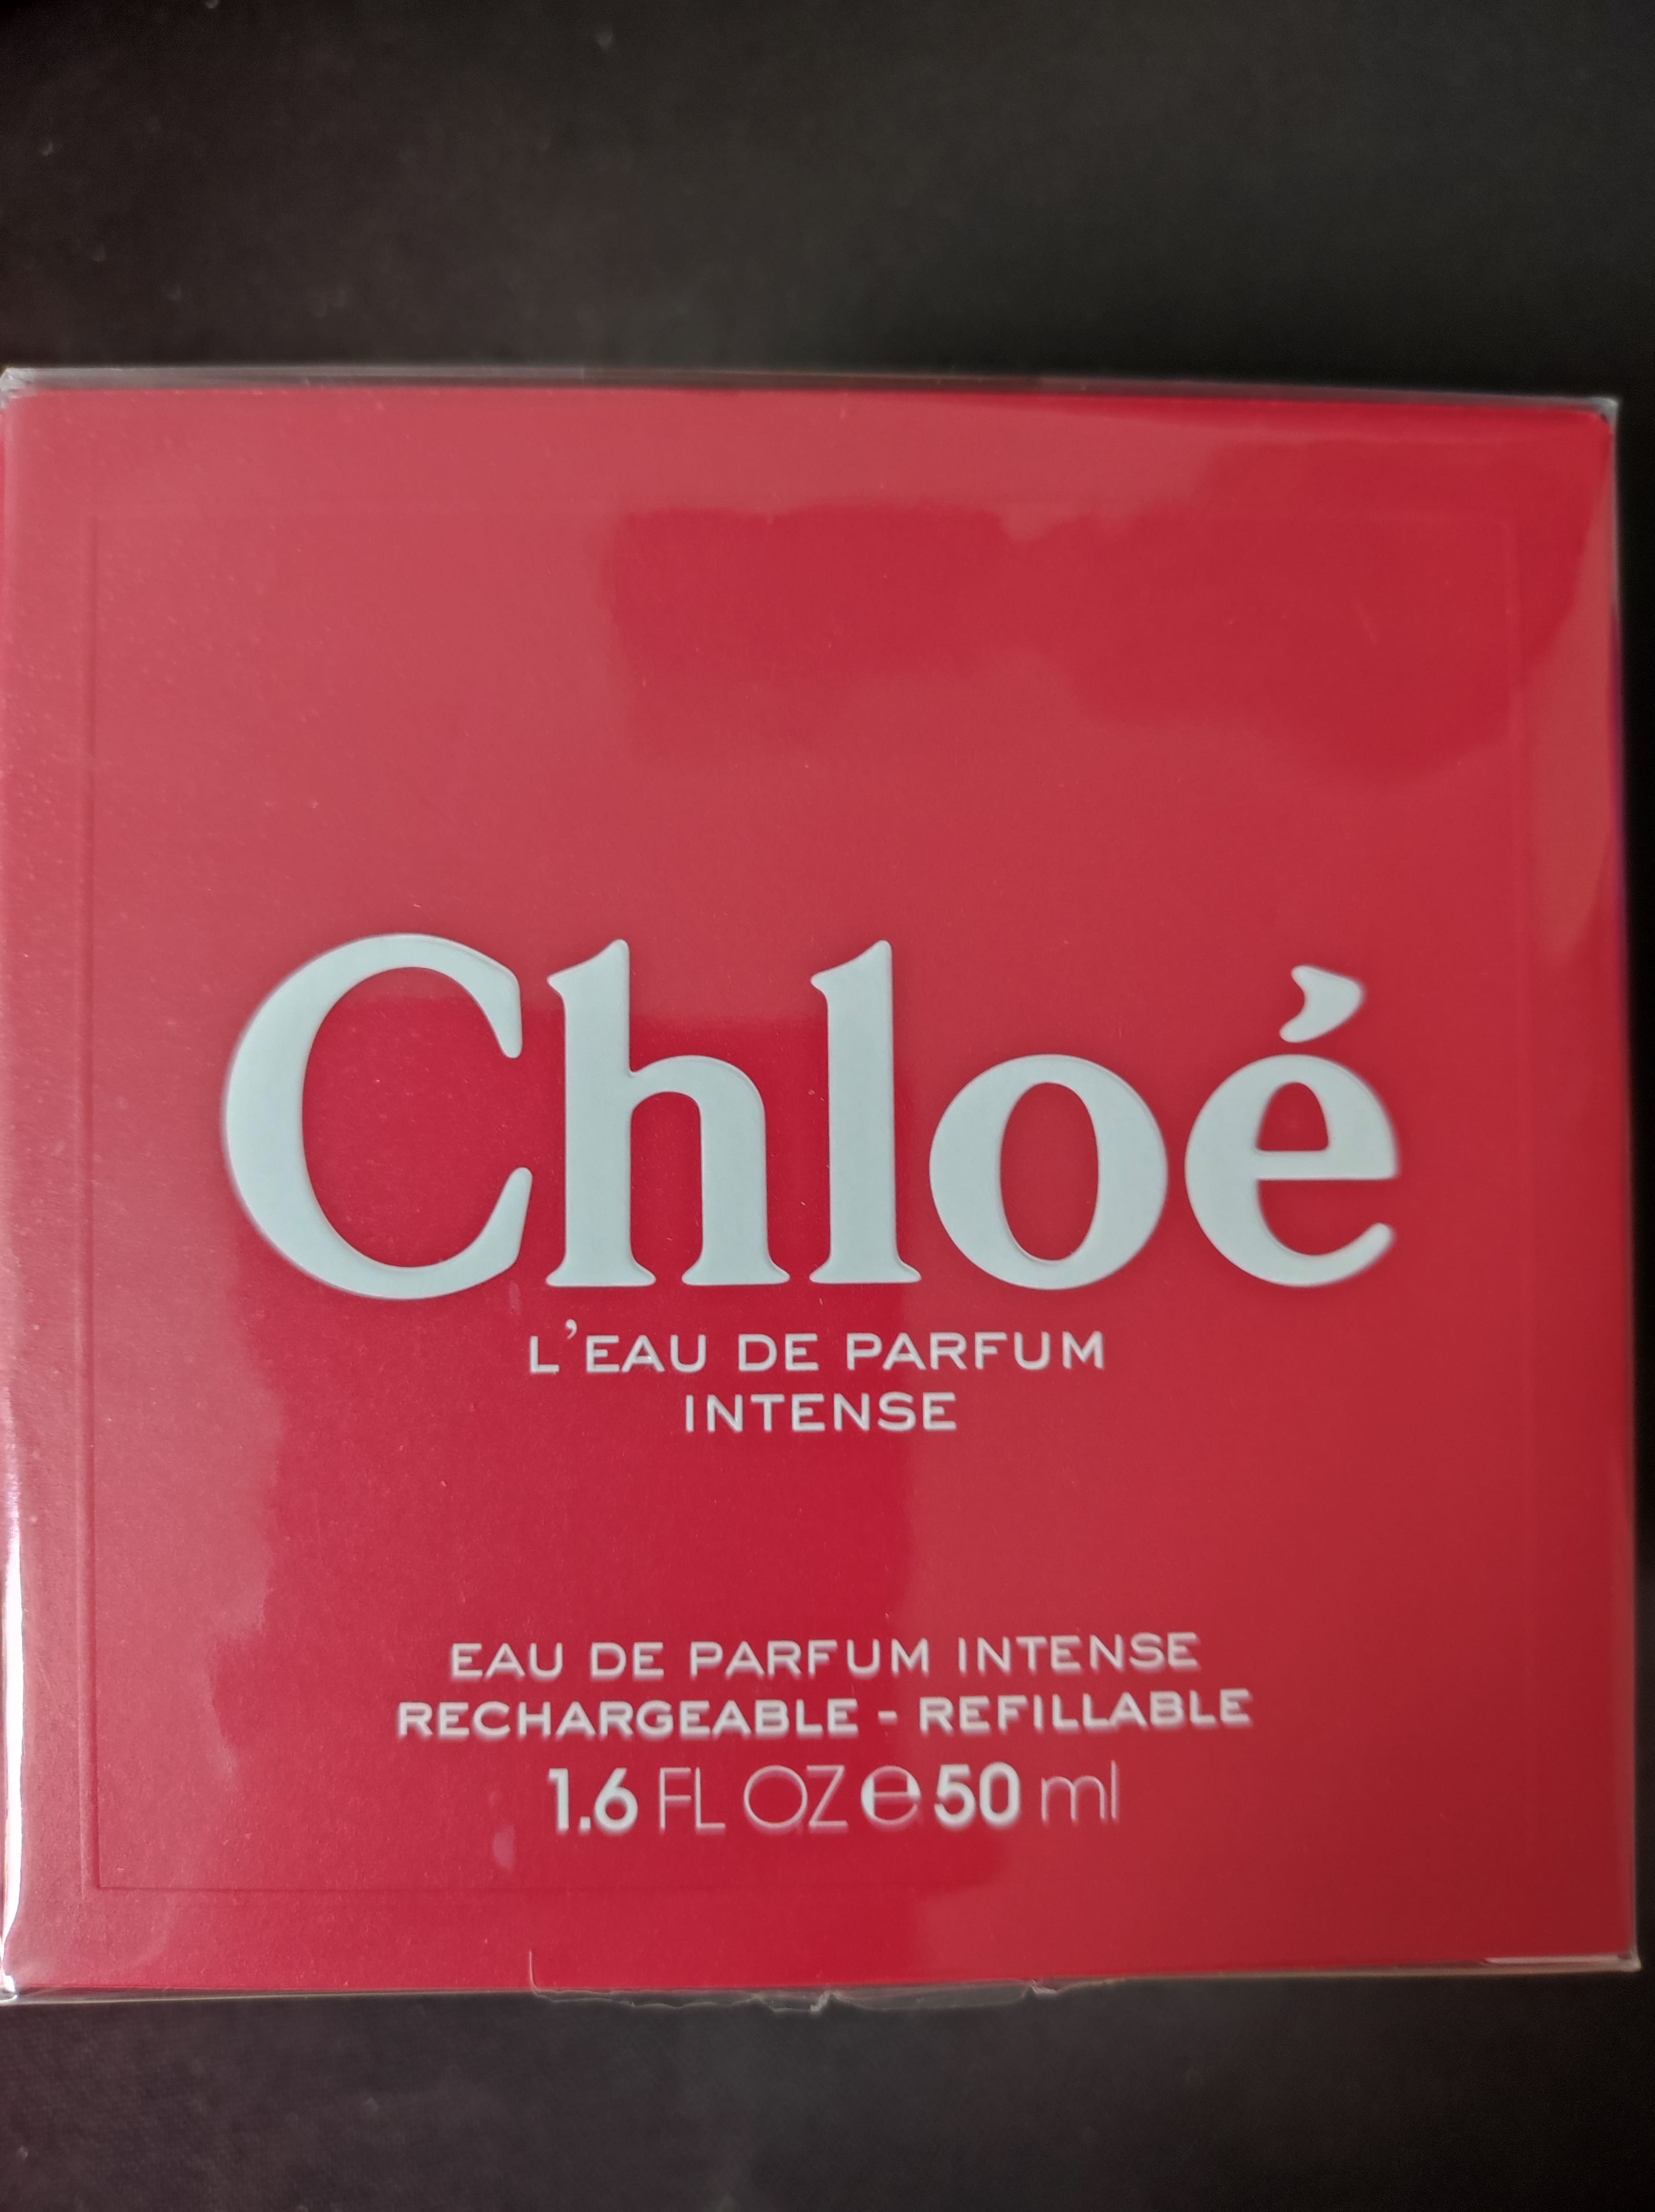 Chloé
L'EAU DE PARFUM
INTENSE
EAU DE PARFUM INTENSE
RECHARGEABLE - REFILLABLE
1.6 FL OZ e 50 ml